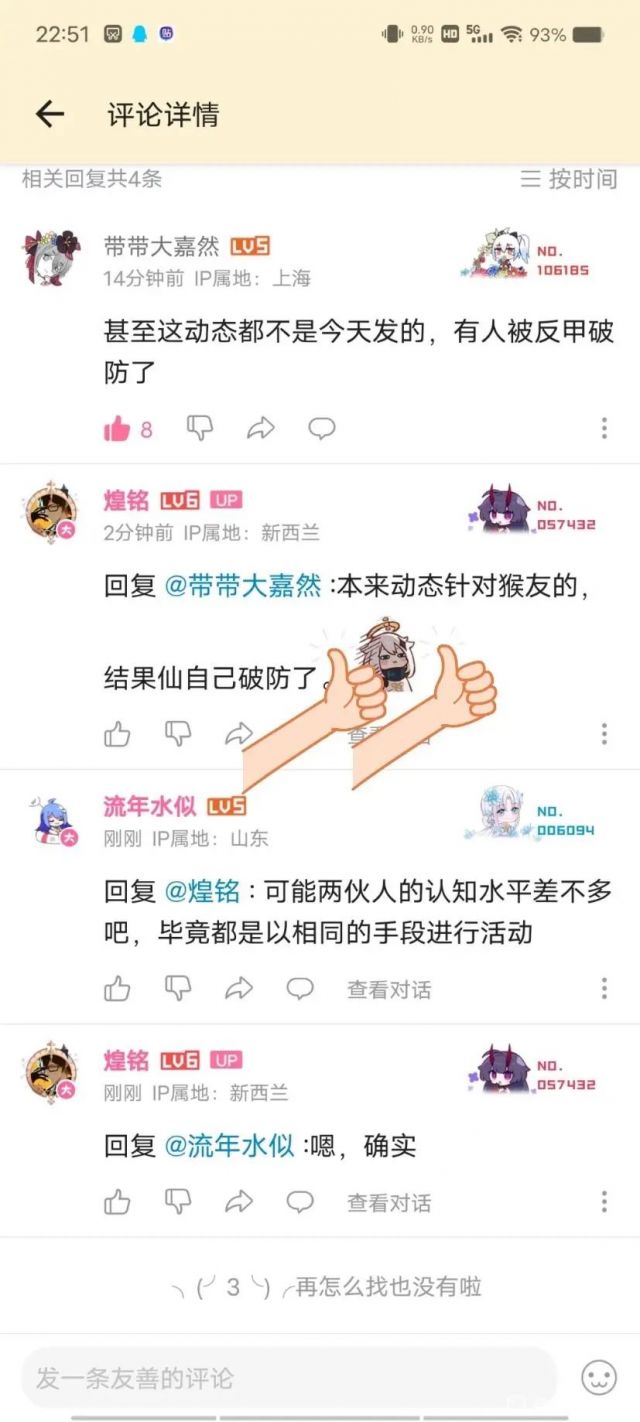 22:51
0.90
KB/s
HD
5G
93%
评论详情
相关回复共4条
按时间
带带大嘉然 LV5
NO.
106185
14分钟前 IP属地：上海
甚至这动态都不是今天发的，有人被反甲破
防了
8
煌铭 LV6 UP
NO.
057432
2分钟前 IP属地：新西兰
大
回复 @带带大嘉然 :本来动态针对猴友的，
结果仙自己破防了。
流年水似 LV5
NO.
006094
大
刚刚 IP属地：山东
回复 @煌铭 : 可能两伙人的认知水平差不多
吧，毕竟都是以相同的手段进行活动
查看对话
煌铭 LV6 UP
NO.
057432
大
刚刚 IP属地：新西兰
回复 @流年水似 :嗯，确实
查看对话
╮(╯3╰)╭再怎么找也没有啦
发一条友善的评论